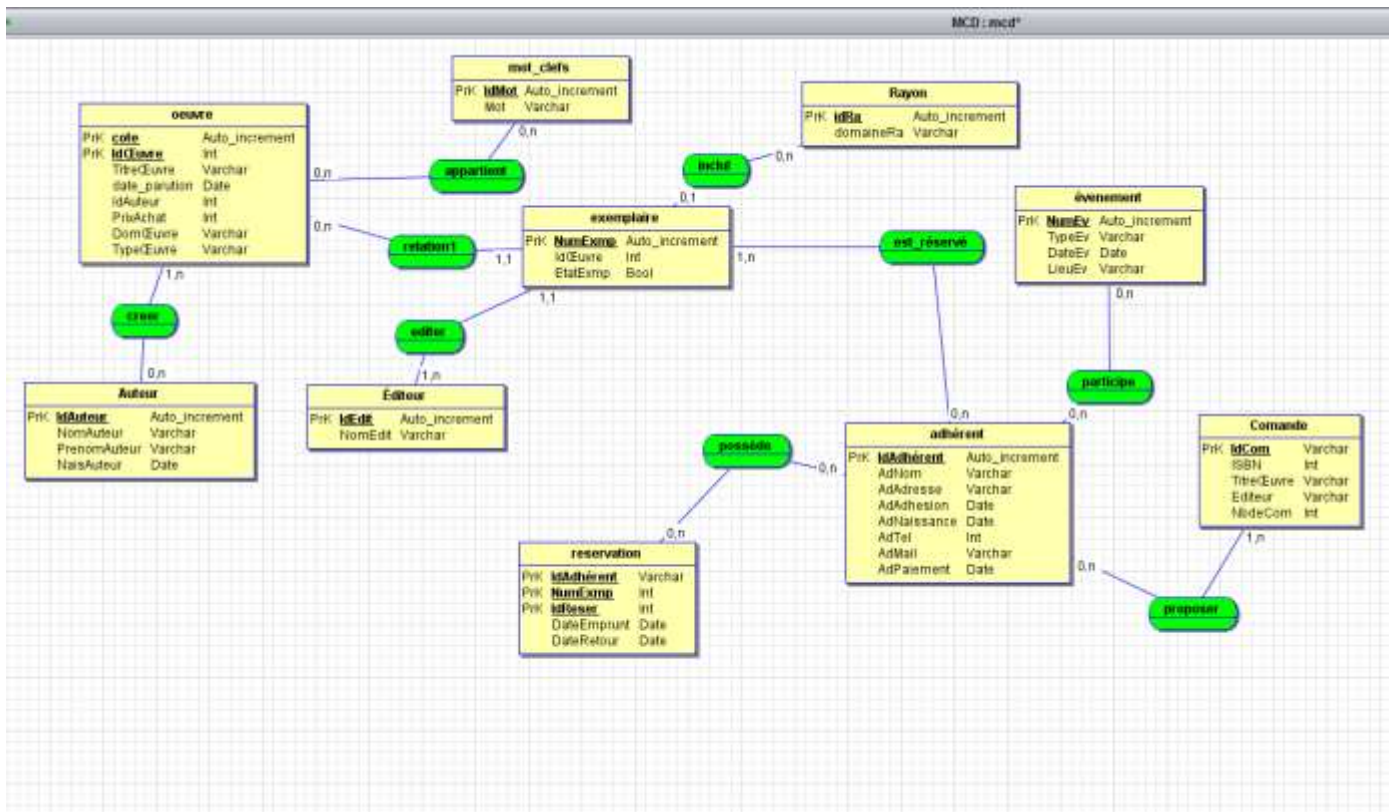 MCD : mcd*
mot_clefs
PrK IdMot Auto_increment
Mot Varchar
0,n
Rayon
PrK idRa Auto_increment
domaineRa Varchar
0,n
oeuvre
PrK cote Auto_increment
PrK IdŒuvre Int
TitreŒuvre Varchar
date_parution Date
IdAuteur Int
PrixAchat Int
DomŒuvre Varchar
TypeŒuvre Varchar
0,n
0,n
1,n
appartient
inclut
0,1
exemplaire
PrK NumExmp Auto_increment
IdŒuvre Int
EtatExmp Bool
1,1
1,1
1,n
relation1
est_réservé
évenement
PrK NumEv Auto_increment
TypeEv Varchar
DateEv Date
LieuEv Varchar
0,n
creer
0,n
editer
1,n
participe
0,n
Auteur
PrK IdAuteur Auto_increment
NomAuteur Varchar
PrenomAuteur Varchar
NaisAuteur Date
Éditeur
PrK IdEdit Auto_increment
NomEdit Varchar
possède
0,n
0,n
0,n
adhérent
PrK IdAdhérent Auto_increment
AdNom Varchar
AdAdresse Varchar
AdAdhesion Date
AdNaissance Date
AdTel Int
AdMail Varchar
AdPaiement Date
0,n
Comande
PrK IdCom Varchar
ISBN Int
TitreŒuvre Varchar
Editeur Varchar
NbdeCom Int
1,n
reservation
PrK IdAdhérent Varchar
PrK NumExmp Int
PrK IdReser Int
DateEmprunt Date
DateRetour Date
proposer